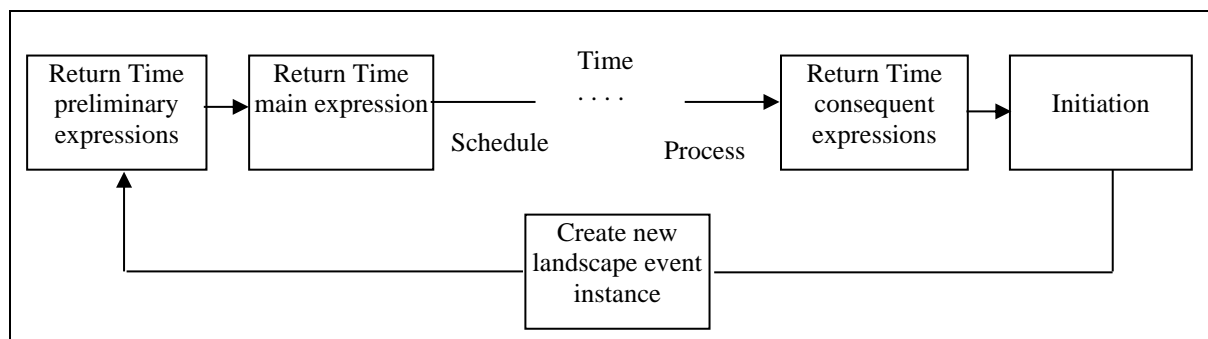 Return Time
preliminary
expressions
Return Time
main expression
Schedule
Time
. . . .
Process
Return Time
consequent
expressions
Initiation
Create new
landscape event
instance